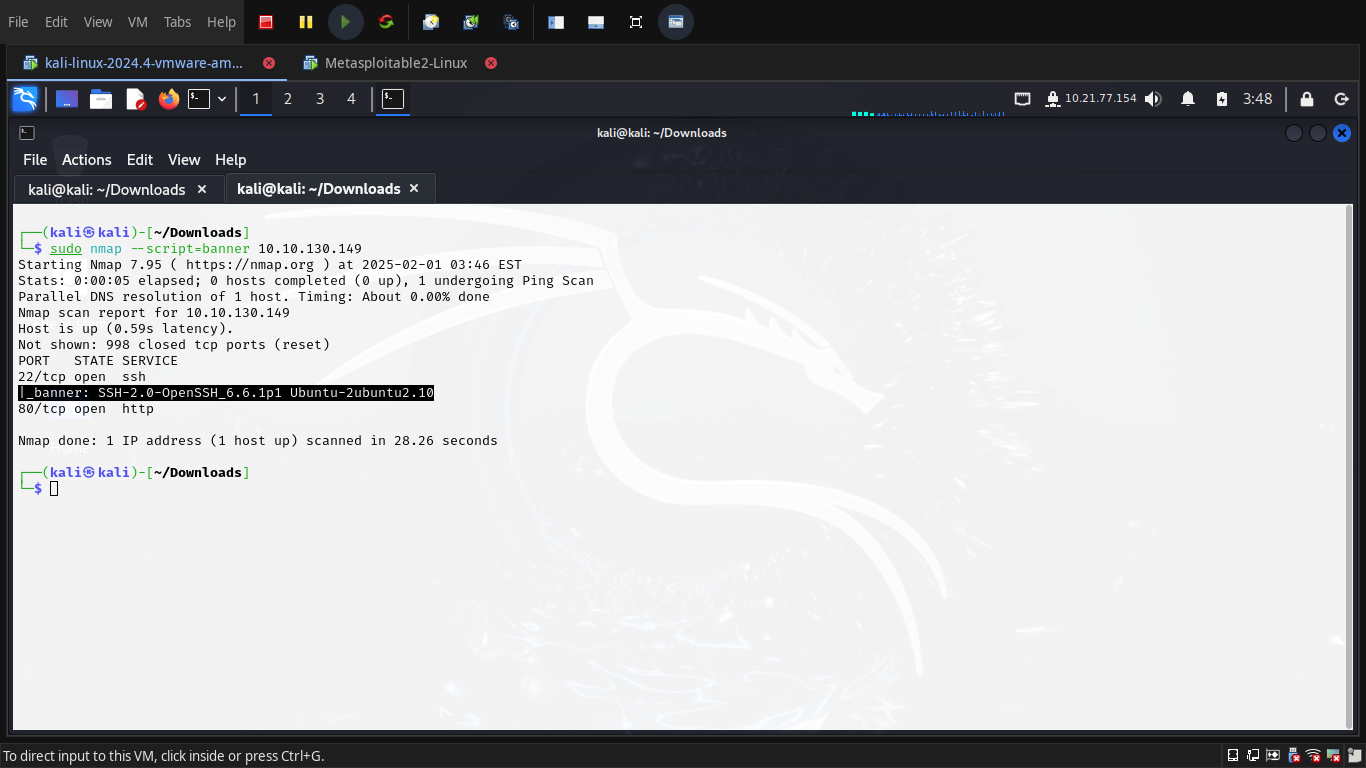 File Edit View VM Tabs Help
kali-linux-2024.4-vmware-am...
Metasploitable2-Linux
1 2 3 4
10.21.77.154
3:48
kali@kali: ~/Downloads
File Actions Edit View Help
kali@kali: ~/Downloads
kali@kali: ~/Downloads
┌──(kali㉿kali)-[~/Downloads]
└─$ sudo nmap --script=banner 10.10.130.149
Starting Nmap 7.95 ( https://nmap.org ) at 2025-02-01 03:46 EST
Stats: 0:00:05 elapsed; 0 hosts completed (0 up), 1 undergoing Ping Scan
Parallel DNS resolution of 1 host. Timing: About 0.00% done
Nmap scan report for 10.10.130.149
Host is up (0.59s latency).
Not shown: 998 closed tcp ports (reset)
PORT   STATE SERVICE
22/tcp open  ssh
|_banner: SSH-2.0-OpenSSH_6.6.1p1 Ubuntu-2ubuntu2.10
80/tcp open  http
Nmap done: 1 IP address (1 host up) scanned in 28.26 seconds
Home
┌──(kali㉿kali)-[~/Downloads]
└─$
To direct input to this VM, click inside or press Ctrl+G.